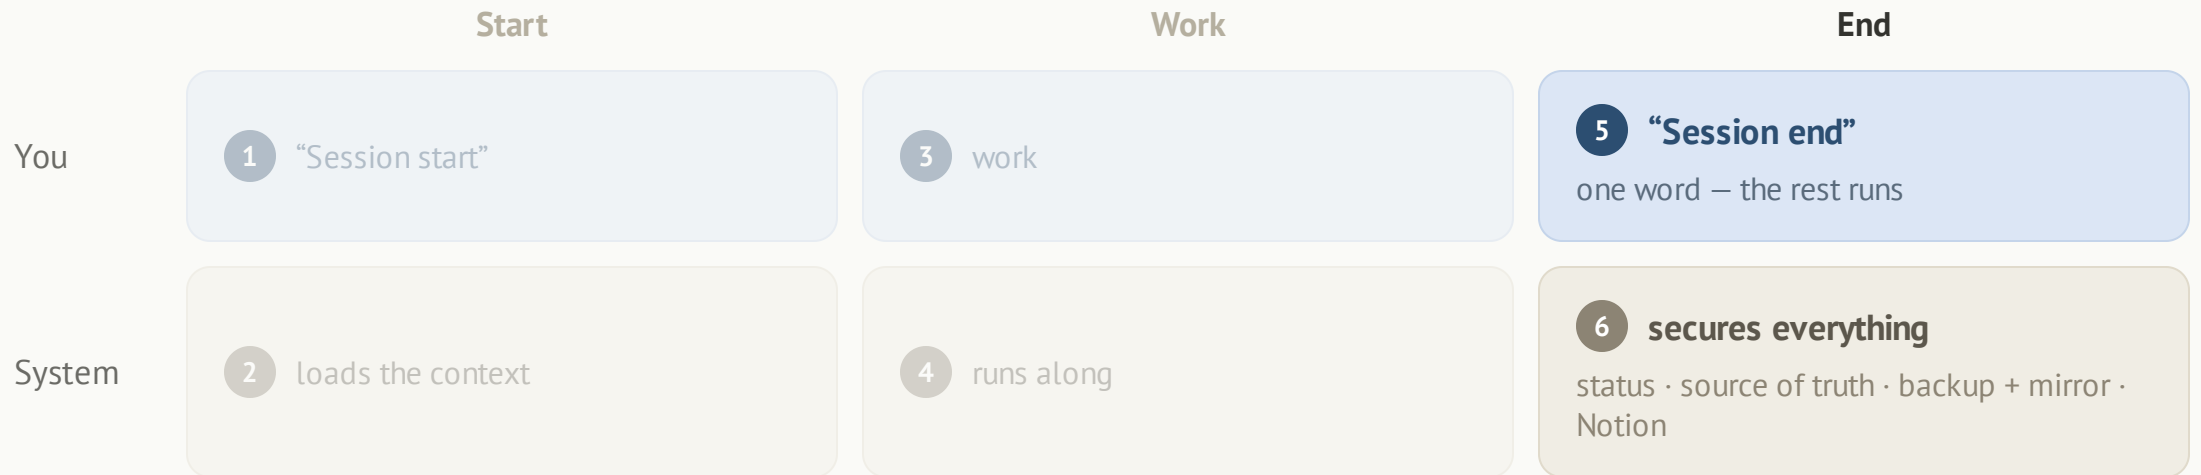 Start
Work
End
You
1 “Session start”
3 work
5 “Session end”
one word — the rest runs
System
2 loads the context
4 runs along
6 secures everything
status · source of truth · backup + mirror ·
Notion